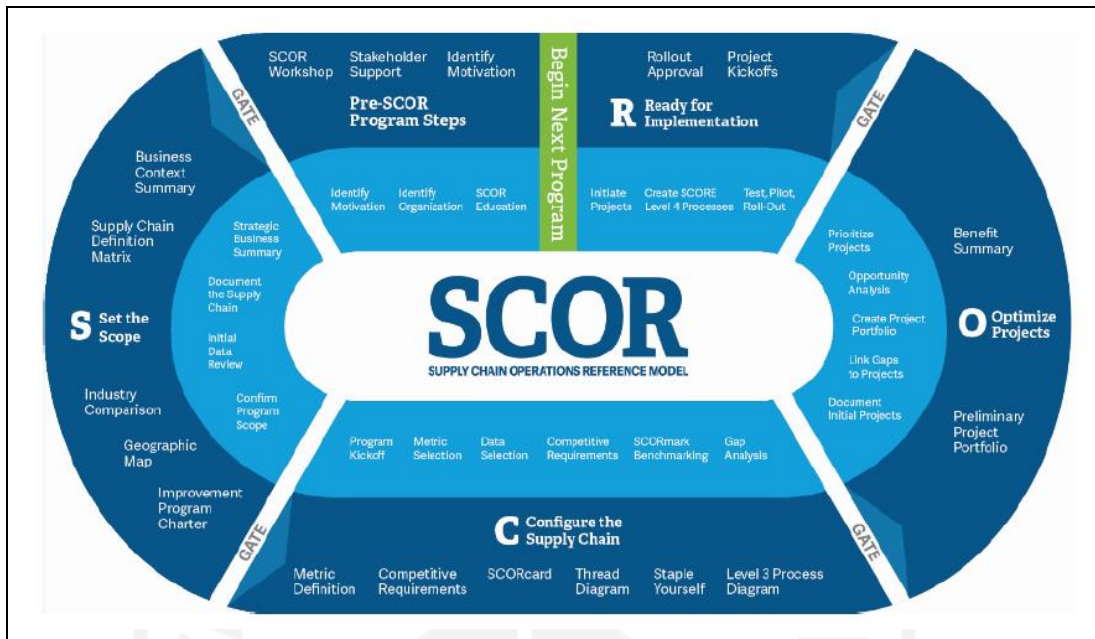 SCOR
Workshop
Stakeholder
Support
Identify
Motivation
Pre-SCOR
Program Steps
Begin Next Program
Rollout
Approval
Project
Kickoffs
R Ready for
Implementation
GATE
GATE
Identify
Motivation
Identify
Organization
SCOR
Education
Initiate
Projects
Create SCORE
Level 4 Processes
Test, Pilot,
Roll-Out
Business
Context
Summary
Supply Chain
Definition
Matrix
S Set the
Scope
Industry
Comparison
Geographic
Map
Improvement
Program
Charter
Strategic
Business
Summary
Document
the Supply
Chain
Initial
Data
Review
Confirm
Program
Scope
SCOR
SUPPLY CHAIN OPERATIONS REFERENCE MODEL
Prioritize
Projects
Opportunity
Analysis
Create Project
Portfolio
Link Gaps
to Projects
Document
Initial Projects
Benefit
Summary
O Optimize
Projects
Preliminary
Project
Portfolio
Program
Kickoff
Metric
Selection
Data
Selection
Competitive
Requirements
SCORmark
Benchmarking
Gap
Analysis
GATE
GATE
C Configure the
Supply Chain
Metric
Definition
Competitive
Requirements
SCORcard
Thread
Diagram
Staple
Yourself
Level 3 Process
Diagram